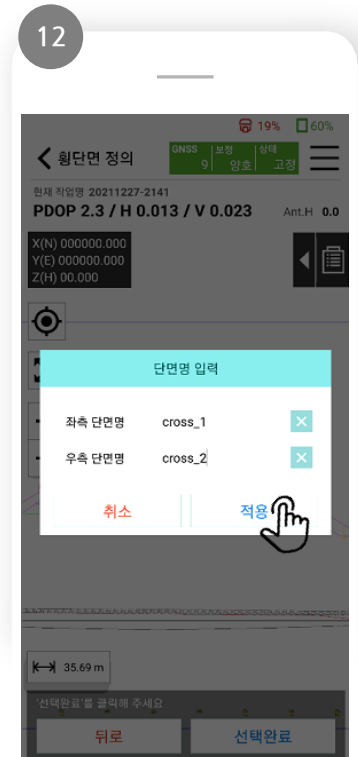 12
19% 60%
횡단면 정의
GNSS 보정 상태
9 양호 고정
현재 작업명 20211227-2141
PDOP 2.3 / H 0.013 / V 0.023 Ant.H 0.0
X(N) 000000.000
Y(E) 000000.000
Z(H) 00.000
단면명 입력
좌측 단면명 cross_1
우측 단면명 cross_2
취소 적용
35.69 m
'선택완료'를 클릭해 주세요
뒤로 선택완료